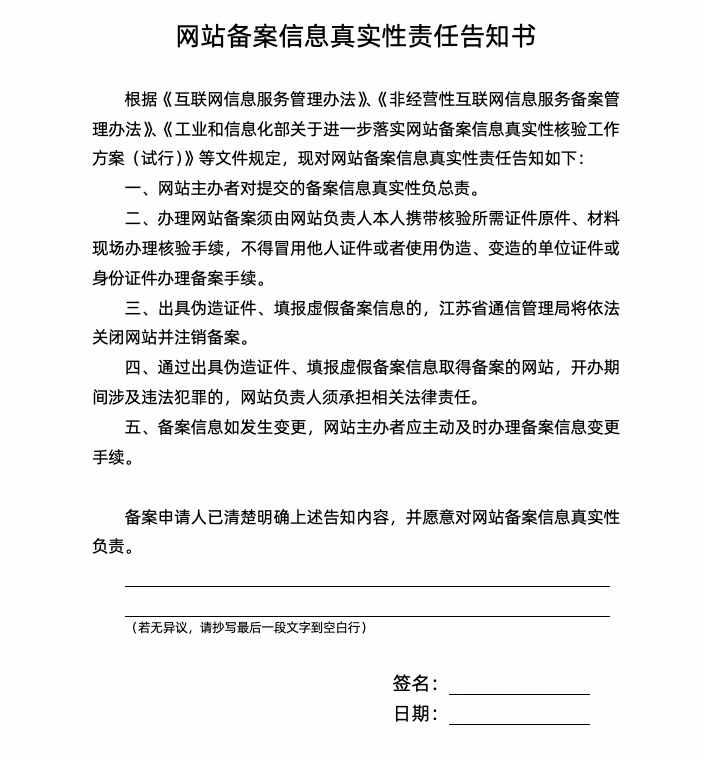 网站备案信息真实性责任告知书
根据《互联网信息服务管理办法》、《非经营性互联网信息服务备案管
理办法》、《工业和信息化部关于进一步落实网站备案信息真实性核验工作
方案（试行）》等文件规定，现对网站备案信息真实性责任告知如下：
一、网站主办者对提交的备案信息真实性负总责。
二、办理网站备案须由网站负责人本人携带核验所需证件原件、材料
现场办理核验手续，不得冒用他人证件或者使用伪造、变造的单位证件或
身份证件办理备案手续。
三、出具伪造证件、填报虚假备案信息的，江苏省通信管理局将依法
关闭网站并注销备案。
四、通过出具伪造证件、填报虚假备案信息取得备案的网站，开办期
间涉及违法犯罪的，网站负责人须承担相关法律责任。
五、备案信息如发生变更，网站主办者应主动及时办理备案信息变更
手续。
备案申请人已清楚明确上述告知内容，并愿意对网站备案信息真实性
负责。
（若无异议，请抄写最后一段文字到空白行）
签名：
日期：